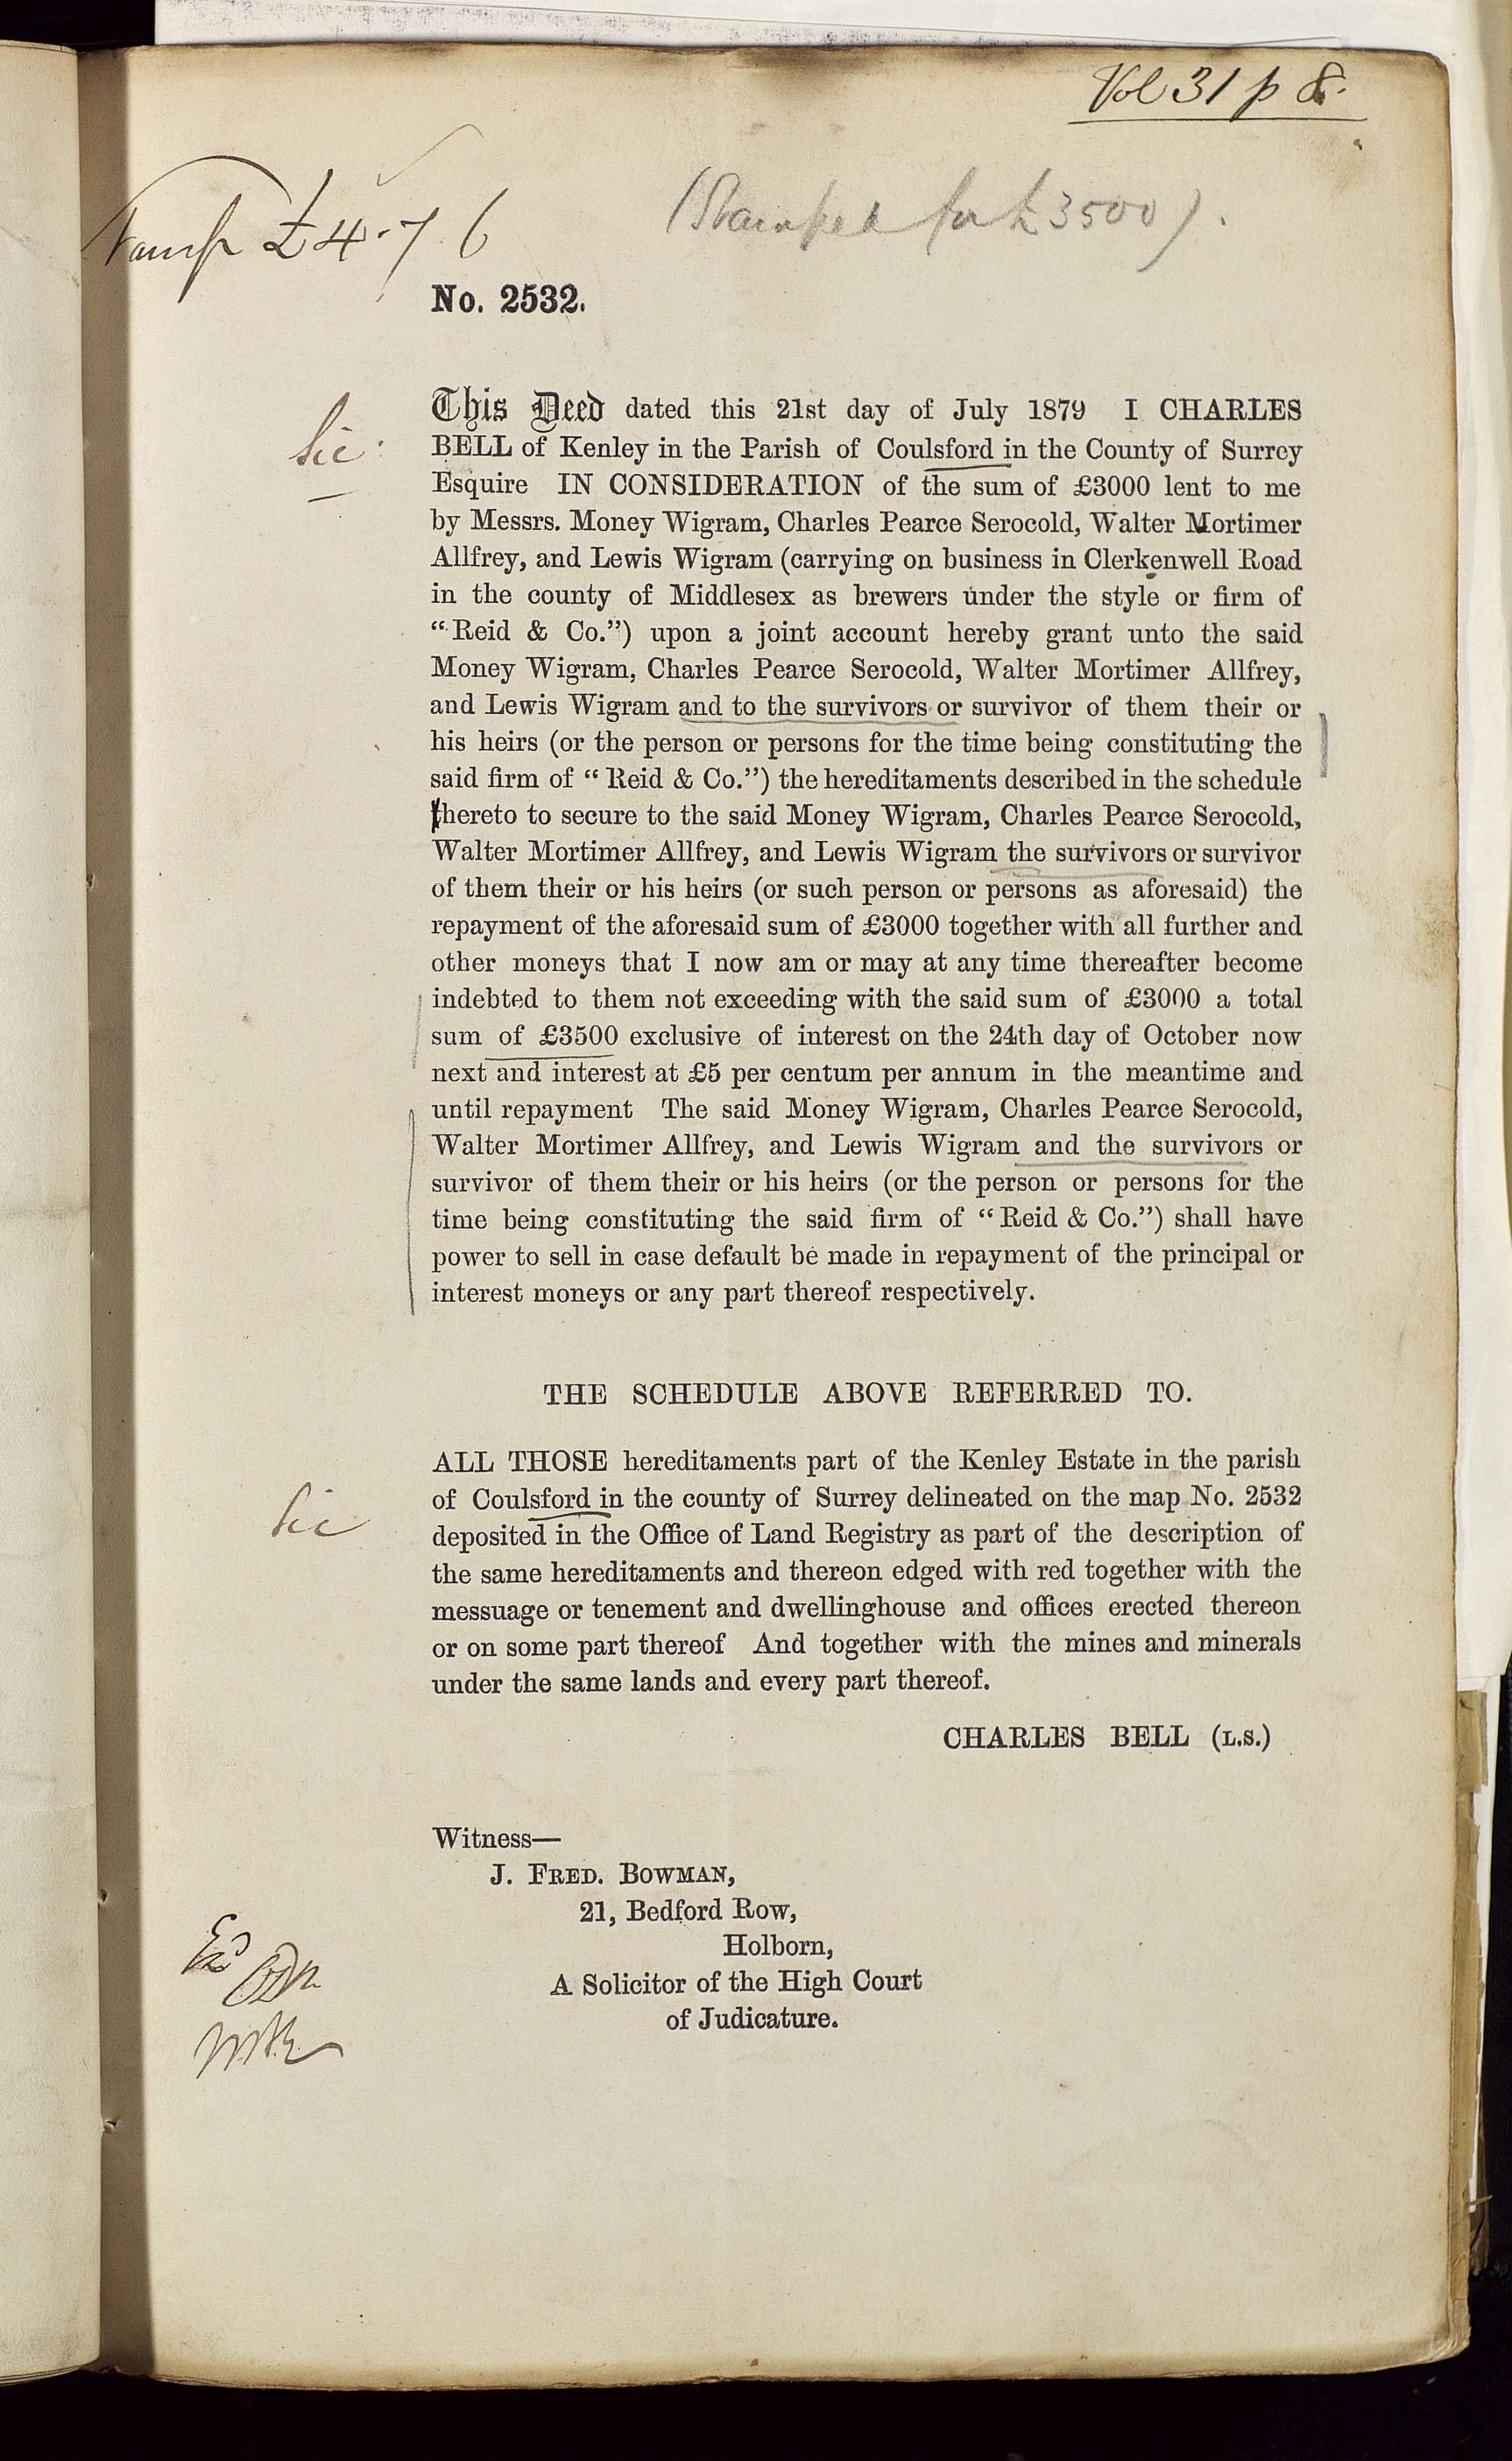 Vol 31 p 8.
Stamp £4.7.6
(Stamped for £3500).
No. 2532.
This Deed dated this 21st day of July 1879 I CHARLES
Sic
BELL of Kenley in the Parish of Coulsford in the County of Surrey
Esquire IN CONSIDERATION of the sum of £3000 lent to me
by Messrs. Money Wigram, Charles Pearce Serocold, Walter Mortimer
Allfrey, and Lewis Wigram (carrying on business in Clerkenwell Road
in the county of Middlesex as brewers under the style or firm of
“Reid & Co.”) upon a joint account hereby grant unto the said
Money Wigram, Charles Pearce Serocold, Walter Mortimer Allfrey,
and Lewis Wigram and to the survivors or survivor of them their or
his heirs (or the person or persons for the time being constituting the
said firm of “Reid & Co.”) the hereditaments described in the schedule
thereto to secure to the said Money Wigram, Charles Pearce Serocold,
Walter Mortimer Allfrey, and Lewis Wigram the survivors or survivor
of them their or his heirs (or such person or persons as aforesaid) the
repayment of the aforesaid sum of £3000 together with all further and
other moneys that I now am or may at any time thereafter become
indebted to them not exceeding with the said sum of £3000 a total
sum of £3500 exclusive of interest on the 24th day of October now
next and interest at £5 per centum per annum in the meantime and
until repayment The said Money Wigram, Charles Pearce Serocold,
Walter Mortimer Allfrey, and Lewis Wigram and the survivors or
survivor of them their or his heirs (or the person or persons for the
time being constituting the said firm of “Reid & Co.”) shall have
power to sell in case default be made in repayment of the principal or
interest moneys or any part thereof respectively.
THE SCHEDULE ABOVE REFERRED TO.
ALL THOSE hereditaments part of the Kenley Estate in the parish
Sic
of Coulsford in the county of Surrey delineated on the map No. 2532
deposited in the Office of Land Registry as part of the description of
the same hereditaments and thereon edged with red together with the
messuage or tenement and dwellinghouse and offices erected thereon
or on some part thereof And together with the mines and minerals
under the same lands and every part thereof.
CHARLES BELL (L.S.)
Witness—
J. FRED. BOWMAN,
21, Bedford Row,
Holborn,
A Solicitor of the High Court
of Judicature.